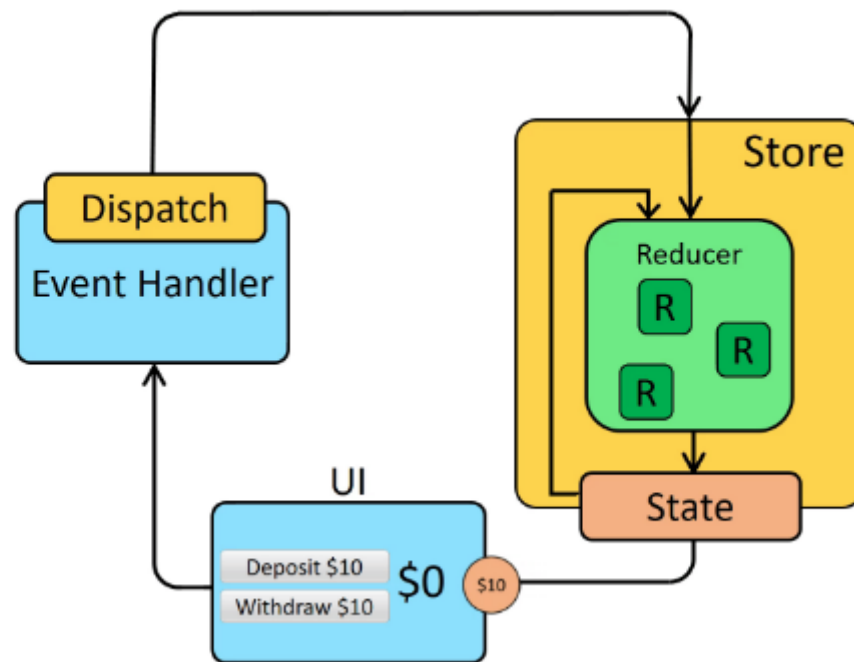 Store
Dispatch
Event Handler
Reducer
R
R
R
State
UI
Deposit $10
Withdraw $10
$0
$10